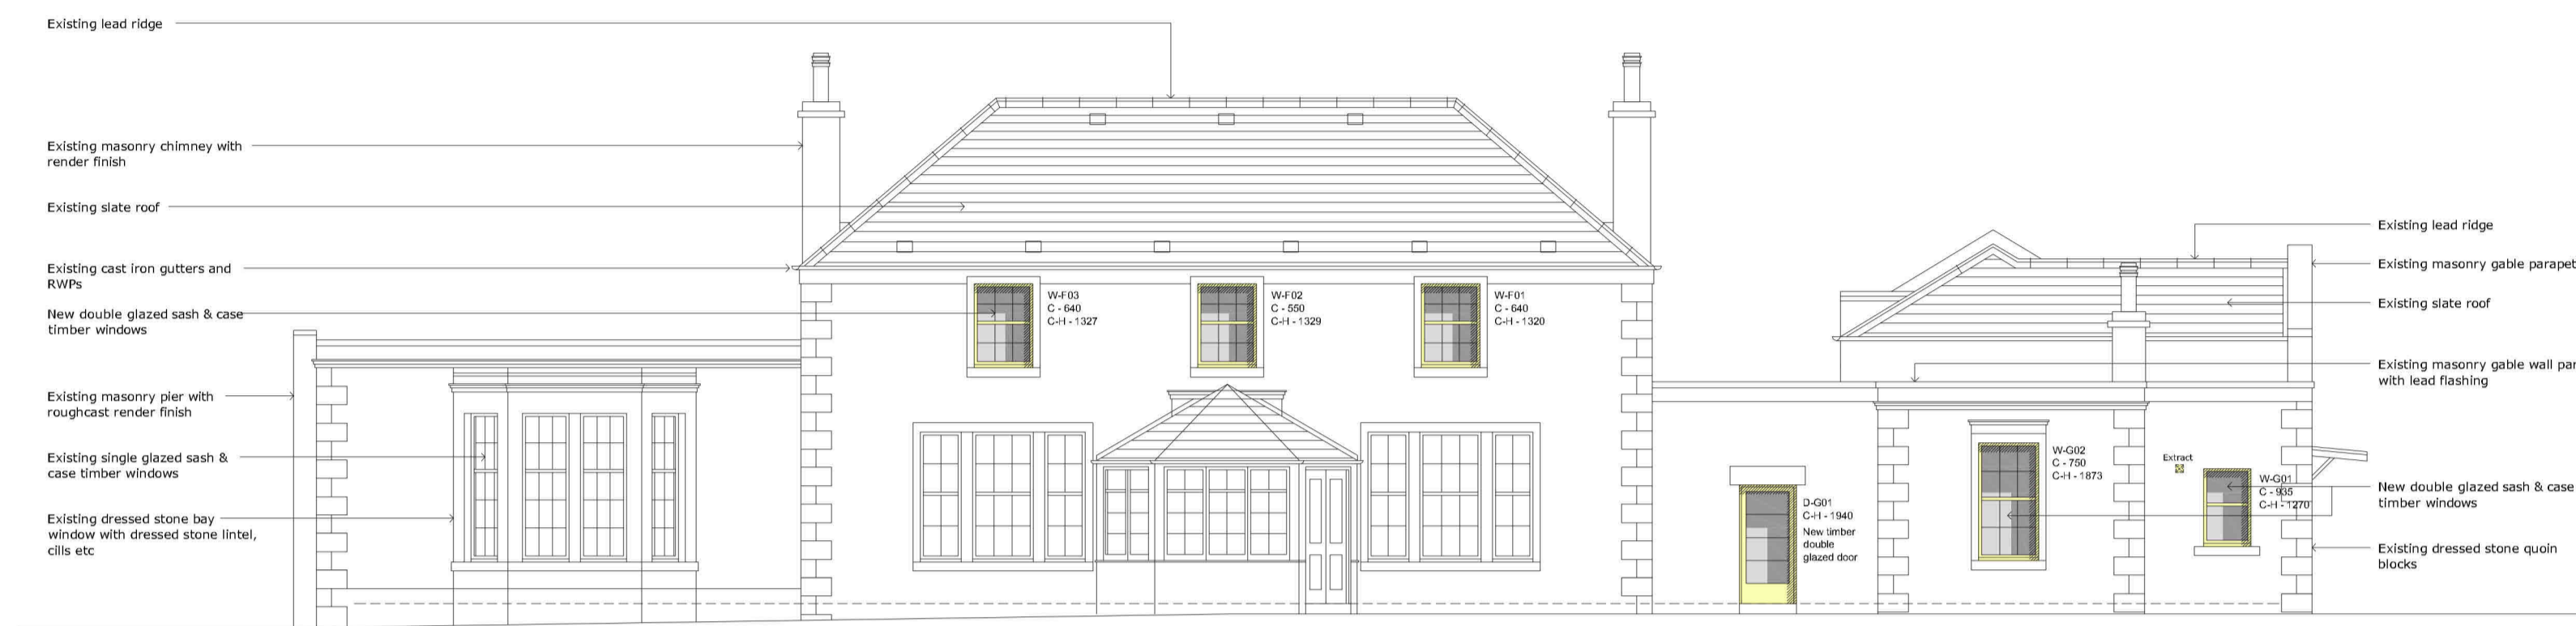 Existing lead ridge
Existing masonry chimney with
render finish
Existing slate roof
Existing cast iron gutters and
RWPs
New double glazed sash & case
timber windows
Existing masonry pier with
roughcast render finish
Existing single glazed sash &
case timber windows
Existing dressed stone bay
window with dressed stone lintel,
cills etc
W-F03
C - 640
C-H - 1327
W-F02
C - 550
C-H - 1329
W-F01
C - 640
C-H - 1320
D-G01
C-H - 1940
New timber
double
glazed door
W-G02
C - 750
C-H - 1873
Extract
W-G01
C - 935
C-H - 1270
Existing lead ridge
Existing masonry gable parapet
Existing slate roof
Existing masonry gable wall par
with lead flashing
New double glazed sash & case
timber windows
Existing dressed stone quoin
blocks